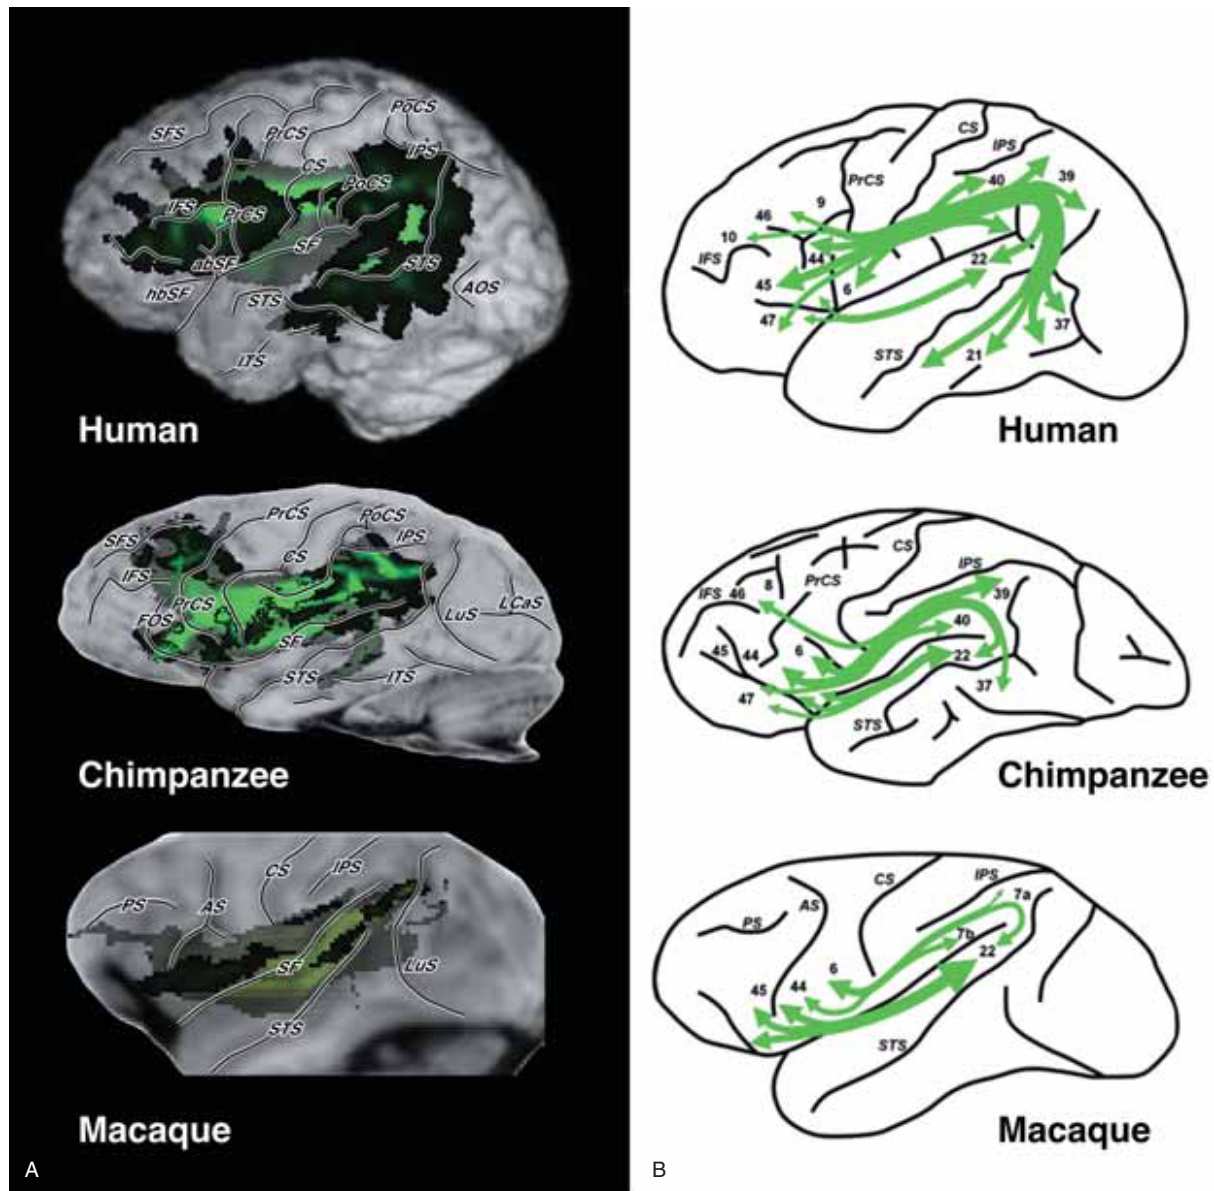 PoCS
SFS
PrCS
IPS
CS
PoCS
IFS
PrCS
SF
abSF
STS
hbSF
STS
AOS
ITS
Human
PrCS
PoCS
SFS
IPS
CS
IFS
PrCS
FOS
LCaS
LuS
SF
STS
ITS
Chimpanzee
CS
IPS
PS
AS
SF
LuS
STS
Macaque
A
CS
IPS
PrCS
40
39
9
46
10
IFS
44
22
45
6
47
37
STS
21
Human
CS
IPS
8
PrCS
IFS
46
39
40
45
44
6
22
47
37
STS
Chimpanzee
CS
IPS
7a
AS
PS
7b
22
6
45
44
STS
Macaque
B